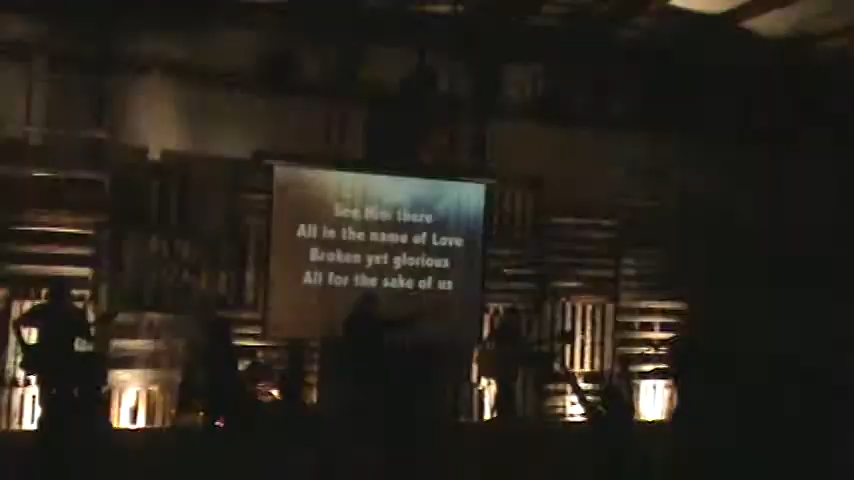 See Him there
All in the name of Love
Broken yet glorious
All for the sake of us